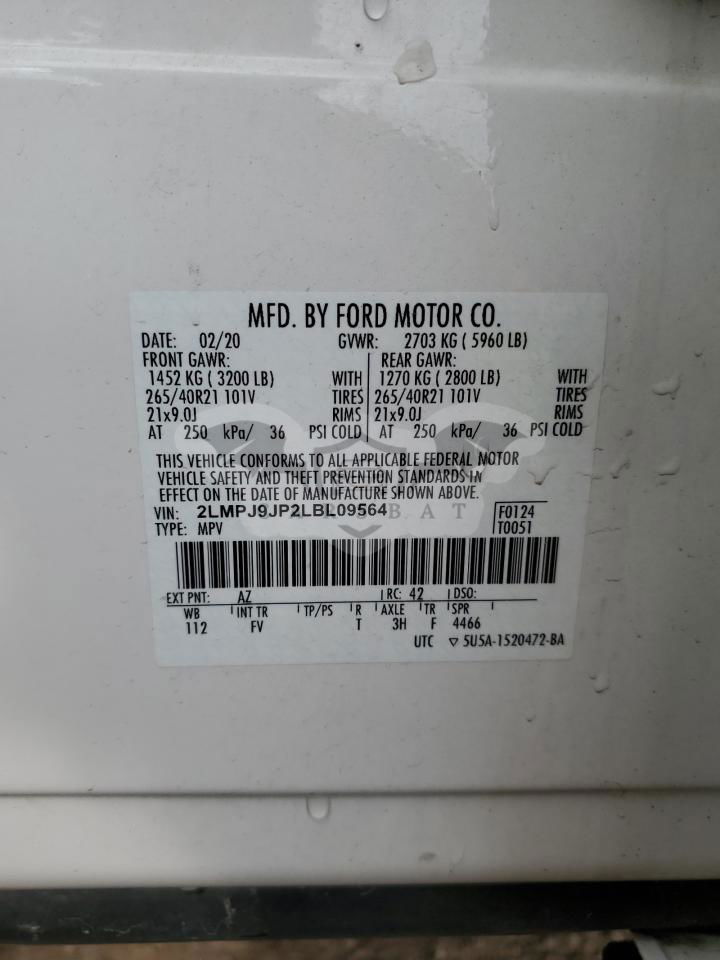 MFD. BY FORD MOTOR CO.
DATE: 02/20 GVWR: 2703 KG ( 5960 LB)
FRONT GAWR: REAR GAWR:
1452 KG ( 3200 LB) WITH 1270 KG ( 2800 LB) WITH
265/40R21 101V TIRES 265/40R21 101V TIRES
21x9.0J RIMS 21x9.0J RIMS
AT 250 kPa/ 36 PSI COLD AT 250 kPa/ 36 PSI COLD
THIS VEHICLE CONFORMS TO ALL APPLICABLE FEDERAL MOTOR
VEHICLE SAFETY AND THEFT PREVENTION STANDARDS IN
EFFECT ON THE DATE OF MANUFACTURE SHOWN ABOVE.
VIN: 2LMPJ9JP2LBL09564 F0124
TYPE: MPV T0051
EXT PNT: AZ RC: 42 DSO:
WB INT TR TP/PS R AXLE TR SPR
112 FV T 3H F 4466
UTC ▽ 5U5A-1520472-BA